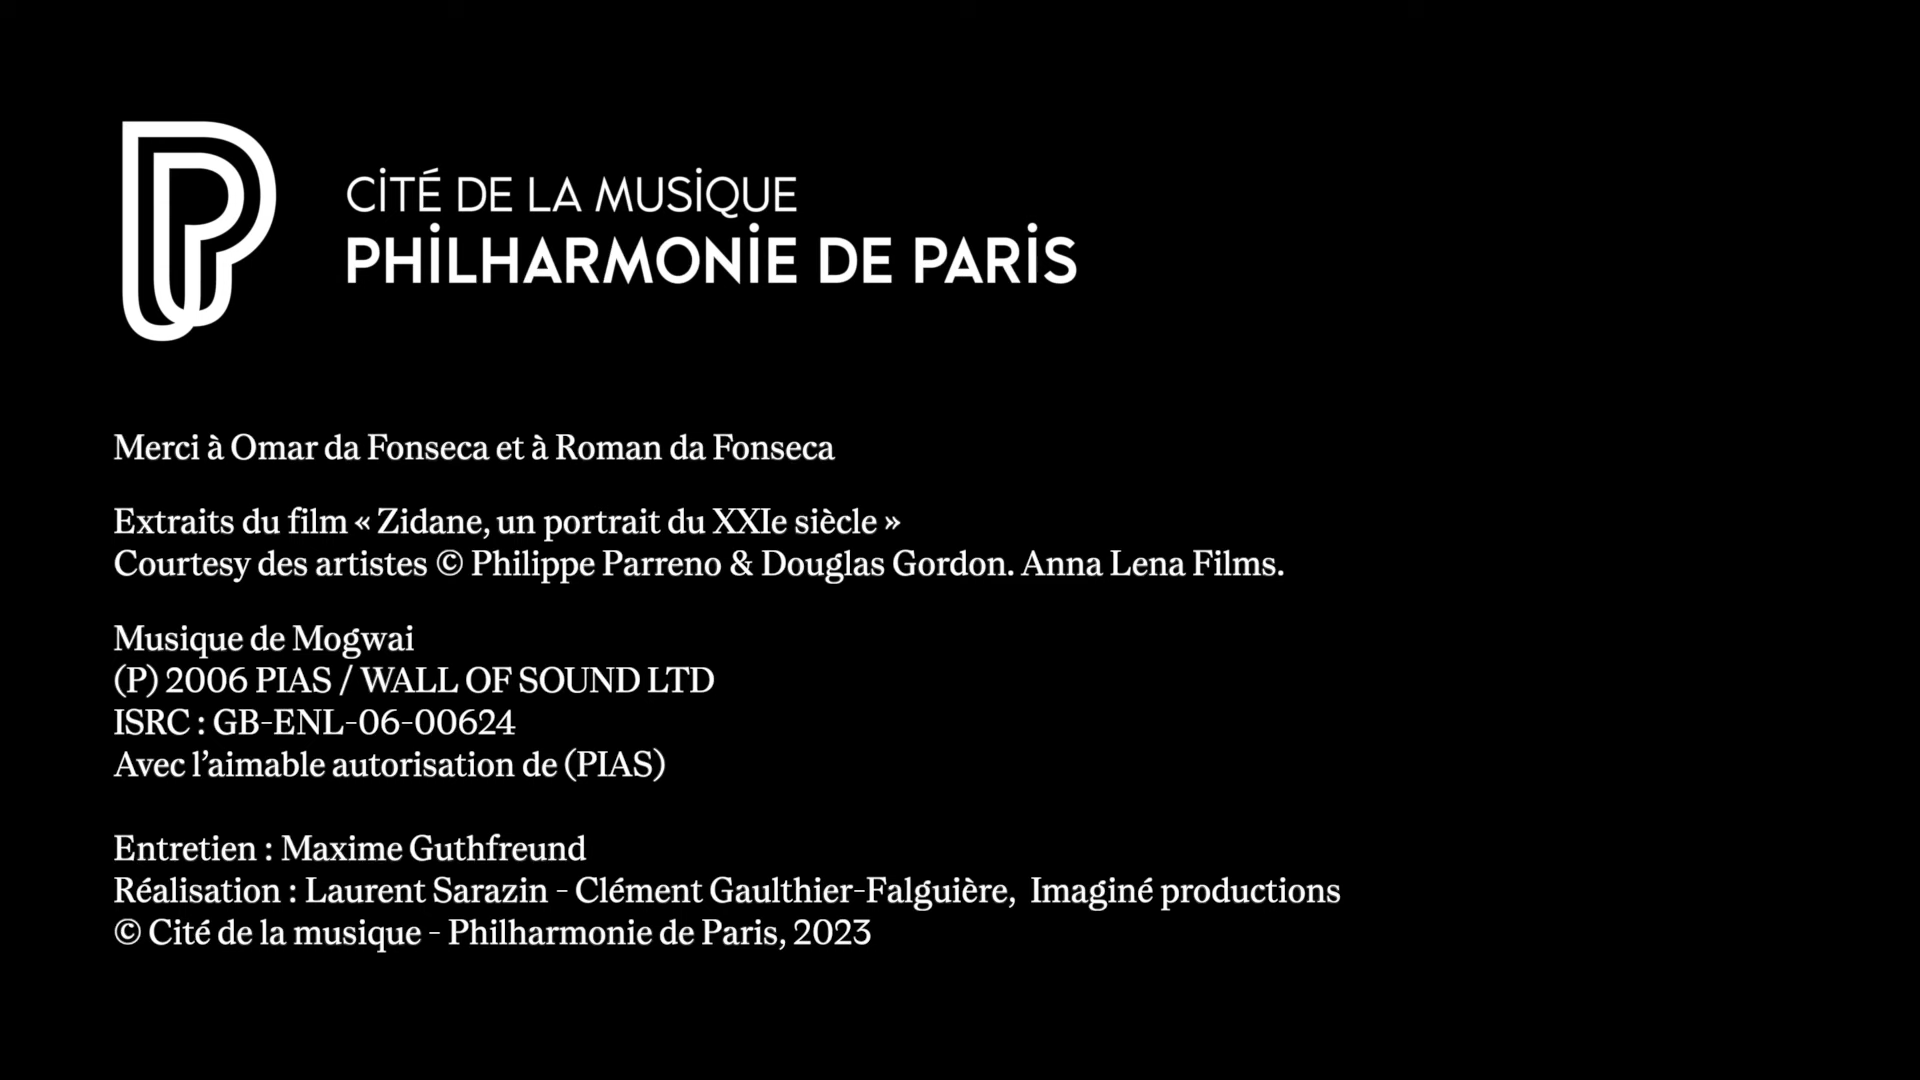 CITÉ DE LA MUSIQUE
PHILHARMONIE DE PARIS
Merci à Omar da Fonseca et à Roman da Fonseca
Extraits du film « Zidane, un portrait du XXIe siècle »
Courtesy des artistes © Philippe Parreno & Douglas Gordon. Anna Lena Films.
Musique de Mogwai
(P) 2006 PIAS / WALL OF SOUND LTD
ISRC : GB-ENL-06-00624
Avec l’aimable autorisation de (PIAS)
Entretien : Maxime Guthfreund
Réalisation : Laurent Sarazin - Clément Gaulthier-Falguière, Imaginé productions
© Cité de la musique - Philharmonie de Paris, 2023